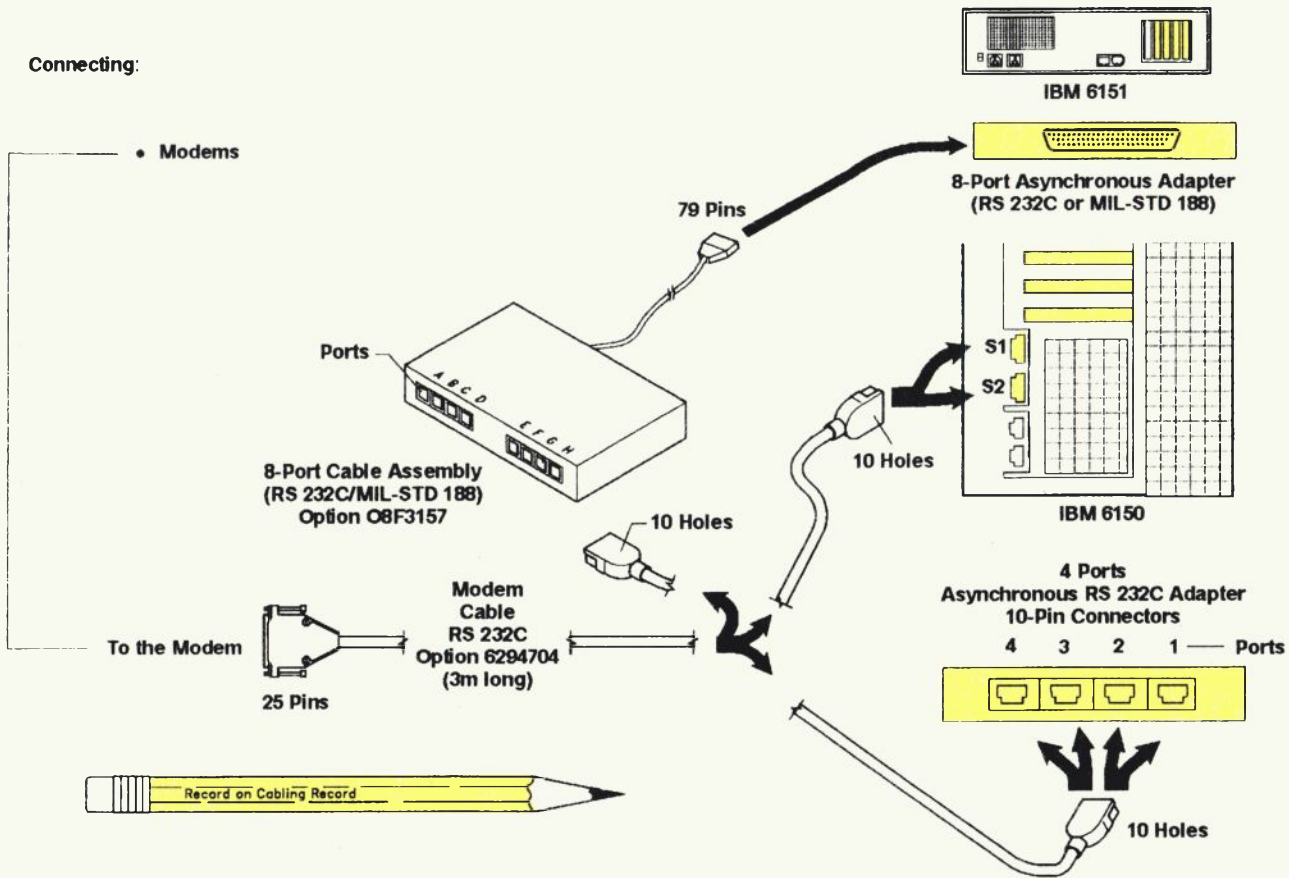 Connecting:
• Modems
IBM 6151
8-Port Asynchronous Adapter
(RS 232C or MIL-STD 188)
79 Pins
Ports
A B C D
E F G H
S1
S2
10 Holes
8-Port Cable Assembly
(RS 232C/MIL-STD 188)
Option O8F3157
IBM 6150
10 Holes
4 Ports
Asynchronous RS 232C Adapter
10-Pin Connectors
4 3 2 1 Ports
To the Modem
25 Pins
Modem
Cable
RS 232C
Option 6294704
(3m long)
Record on Cabling Record
10 Holes